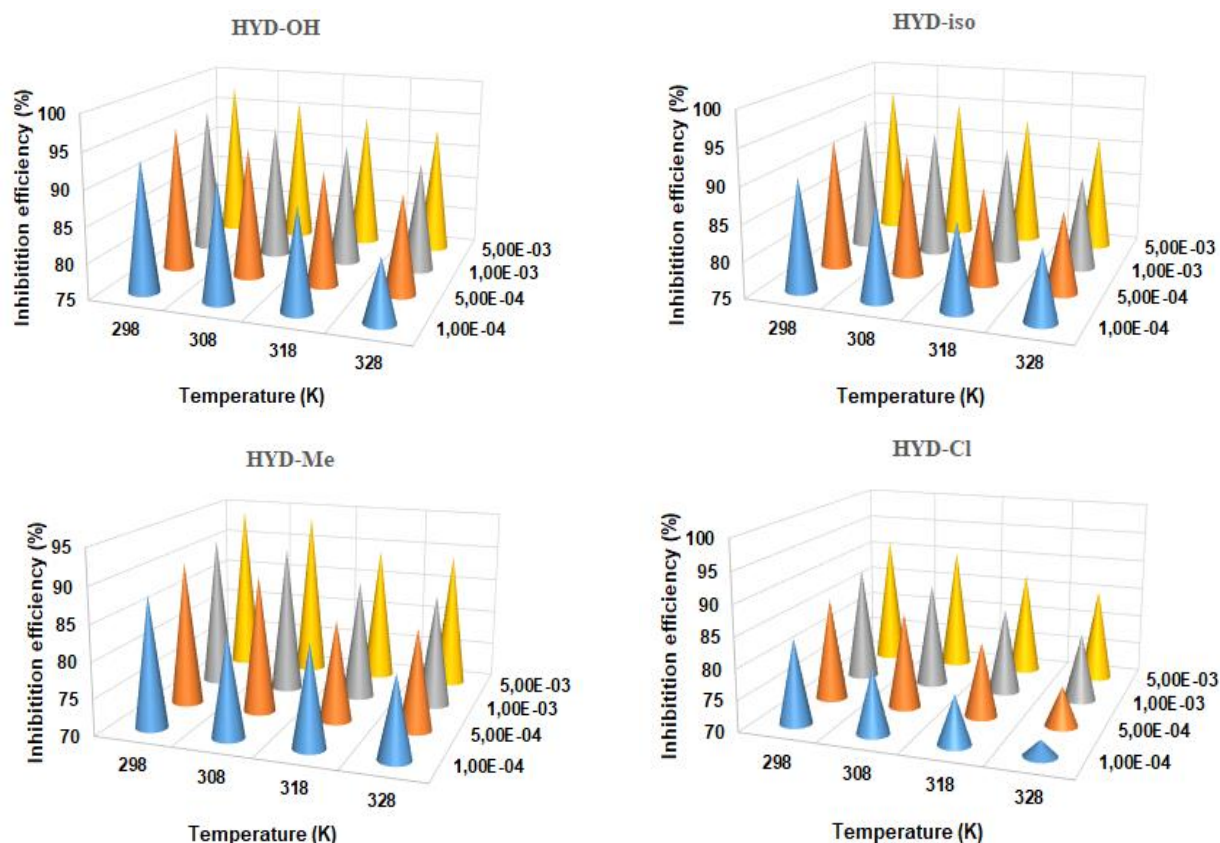 HYD-OH
Inhibitition efficiency (%)
100
95
90
85
80
75
298
308
318
328
5,00E-03
1,00E-03
5,00E-04
1,00E-04
Temperature (K)
HYD-iso
Inhibitition efficiency (%)
100
95
90
85
80
75
298
308
318
328
5,00E-03
1,00E-03
5,00E-04
1,00E-04
Temperature (K)
HYD-Me
Inhibitition efficiency (%)
95
90
85
80
75
70
298
308
318
328
5,00E-03
1,00E-03
5,00E-04
1,00E-04
Temperature (K)
HYD-Cl
Inhibitition efficiency (%)
100
95
90
85
80
75
70
298
308
318
328
5,00E-03
1,00E-03
5,00E-04
1,00E-04
Temperature (K)